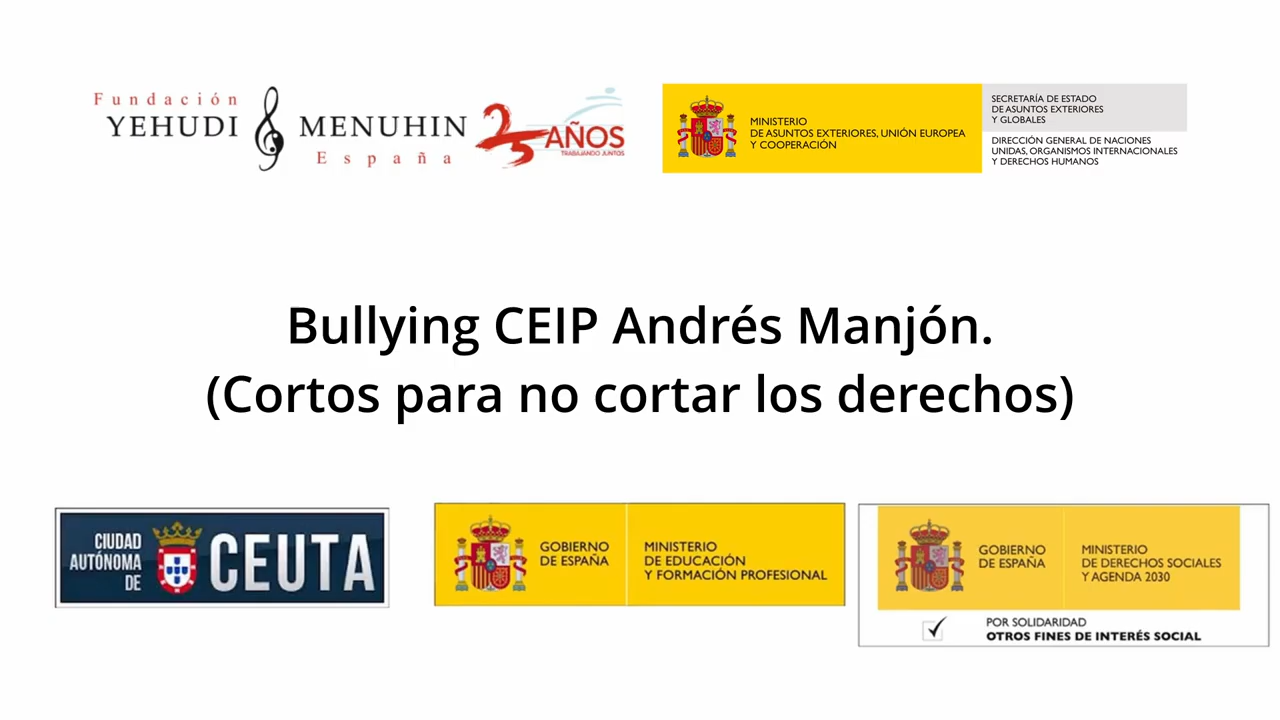 Fundación
YEHUDI MENUHIN
España
25 AÑOS
TRABAJANDO JUNTOS
MINISTERIO
DE ASUNTOS EXTERIORES, UNIÓN EUROPEA
Y COOPERACIÓN
SECRETARÍA DE ESTADO
DE ASUNTOS EXTERIORES
Y GLOBALES
DIRECCIÓN GENERAL DE NACIONES
UNIDAS, ORGANISMOS INTERNACIONALES
Y DERECHOS HUMANOS
Bullying CEIP Andrés Manjón.
(Cortos para no cortar los derechos)
CIUDAD
AUTÓNOMA
DE
CEUTA
GOBIERNO
DE ESPAÑA
MINISTERIO
DE EDUCACIÓN
Y FORMACIÓN PROFESIONAL
GOBIERNO
DE ESPAÑA
MINISTERIO
DE DERECHOS SOCIALES
Y AGENDA 2030
POR SOLIDARIDAD
OTROS FINES DE INTERÉS SOCIAL